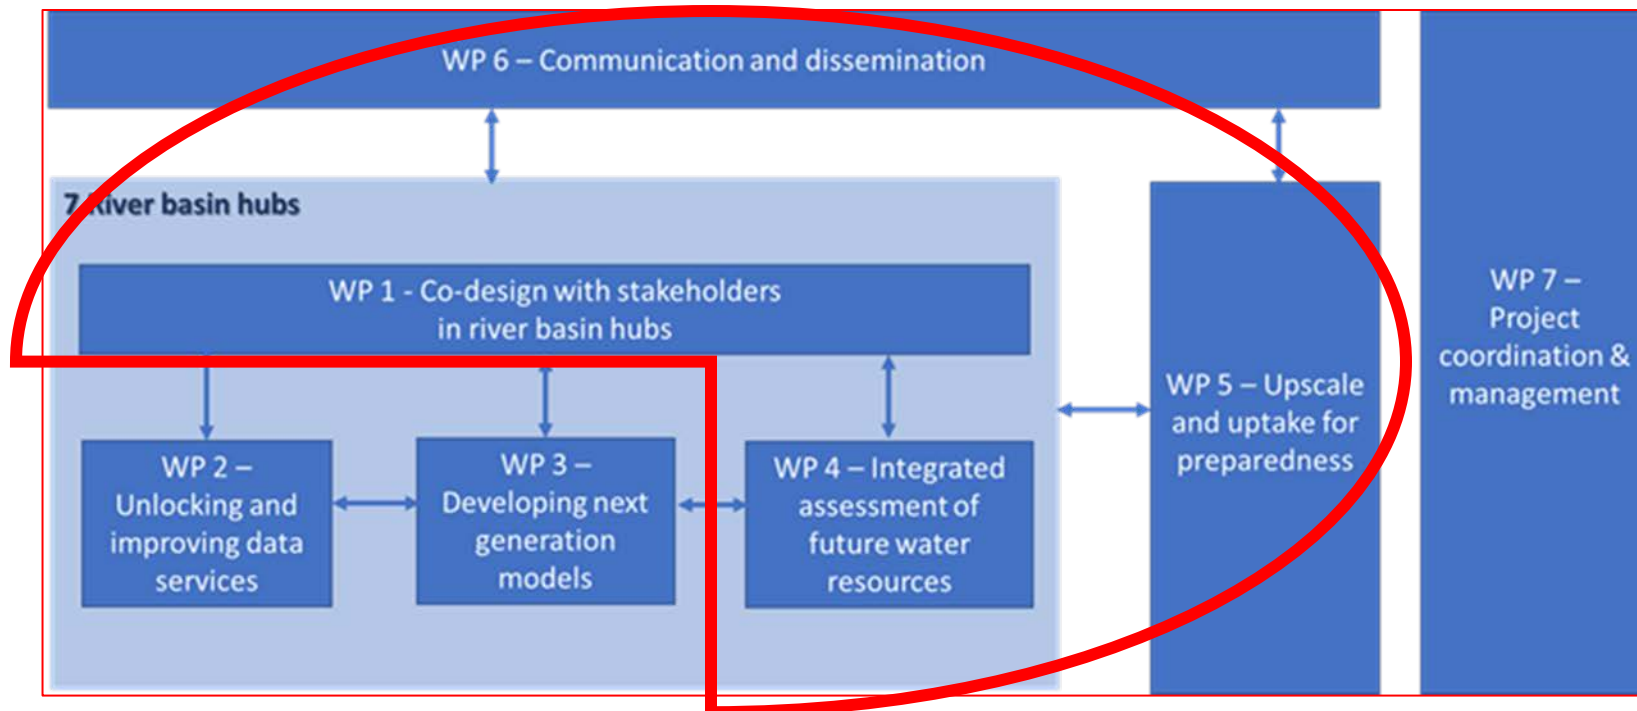 WP 6 – Communication and dissemination
7 River basin hubs
WP 1 - Co-design with stakeholders
in river basin hubs
WP 2 –
Unlocking and
improving data
services
WP 3 –
Developing next
generation
models
WP 4 – Integrated
assessment of
future water
resources
WP 5 – Upscale
and uptake for
preparedness
WP 7 –
Project
coordination &
management